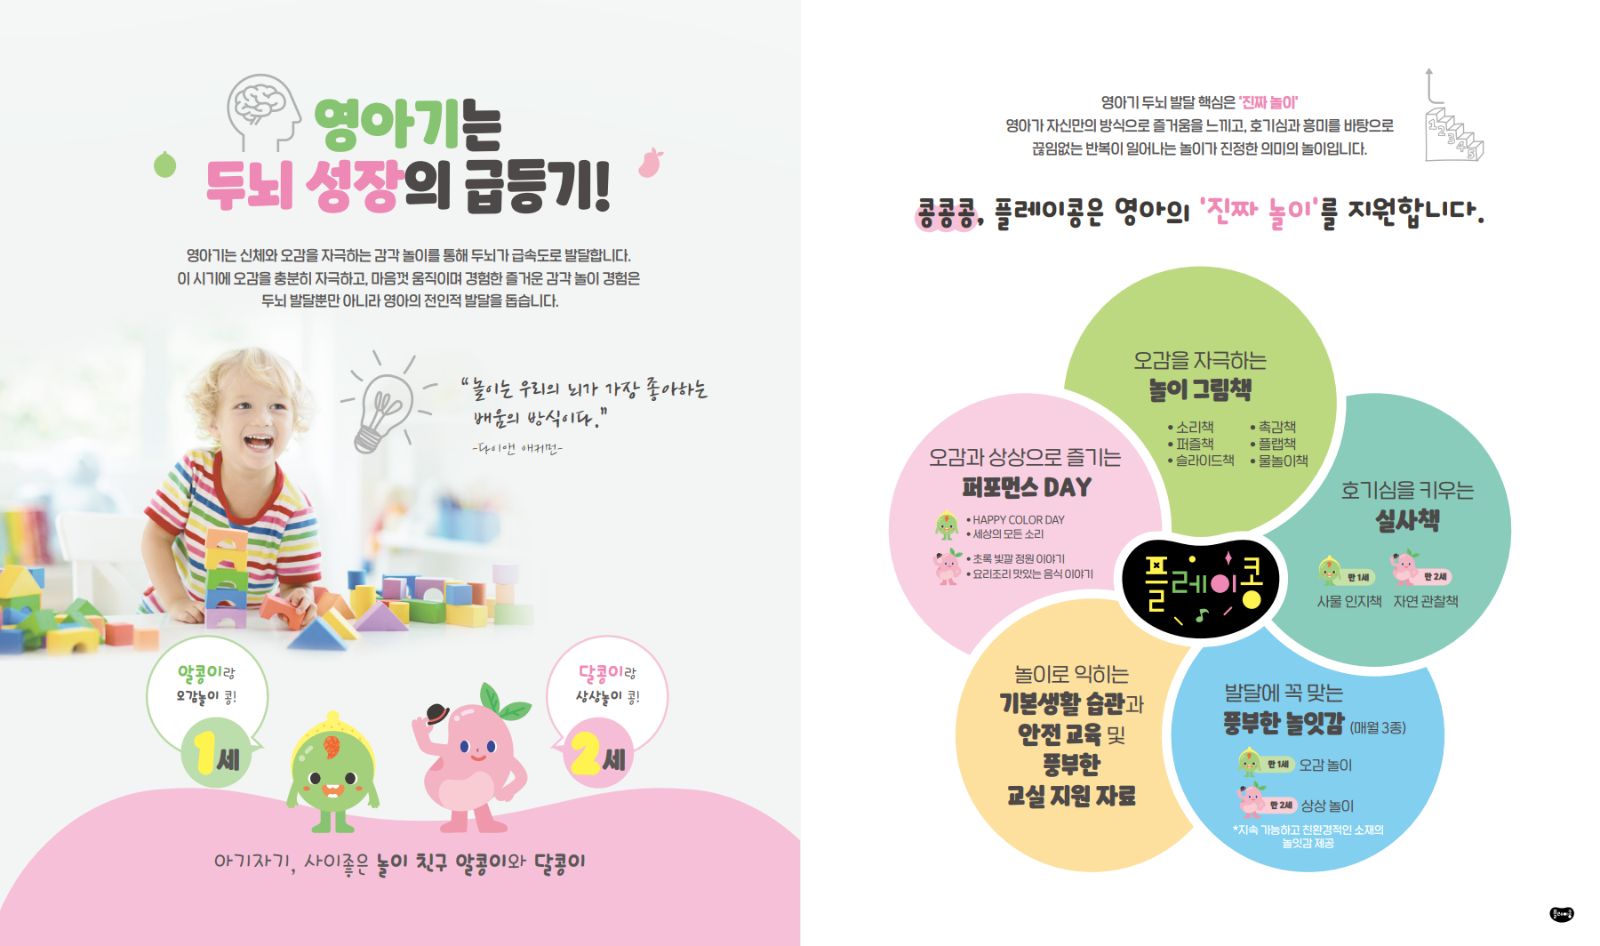 영아기는
두뇌 성장의 급등기!
영아기는 신체와 오감을 자극하는 감각 놀이를 통해 두뇌가 급속도로 발달합니다.
이 시기에 오감을 충분히 자극하고, 마음껏 움직이며 경험한 즐거운 감각 놀이 경험은
두뇌 발달뿐만 아니라 영아의 전인적 발달을 돕습니다.
“놀이는 우리의 뇌가 가장 좋아하는
배움의 방식이다.”
-다이앤 애커먼-
알콩이랑
오감놀이 콩!
1세
달콩이랑
상상놀이 콩!
2세
아기자기, 사이좋은 놀이 친구 알콩이와 달콩이
영아기 두뇌 발달 핵심은 '진짜 놀이'
영아가 자신만의 방식으로 즐거움을 느끼고, 호기심과 흥미를 바탕으로
끊임없는 반복이 일어나는 놀이가 진정한 의미의 놀이입니다.
1 2 3 4 5
콩콩콩, 플레이콩은 영아의 '진짜 놀이'를 지원합니다.
오감을 자극하는
놀이 그림책
• 소리책
• 퍼즐책
• 슬라이드책
• 촉감책
• 플랩책
• 물놀이책
오감과 상상으로 즐기는
퍼포먼스 DAY
• HAPPY COLOR DAY
• 세상의 모든 소리
• 초록 빛깔 정원 이야기
• 요리조리 맛있는 음식 이야기
호기심을 키우는
실사책
만 1세
사물 인지책
만 2세
자연 관찰책
플레이콩
놀이로 익히는
기본생활 습관과
안전 교육 및
풍부한
교실 지원 자료
발달에 꼭 맞는
풍부한 놀잇감 (매월 3종)
만 1세 오감 놀이
만 2세 상상 놀이
*지속 가능하고 친환경적인 소재의
놀잇감 제공
플레이콩